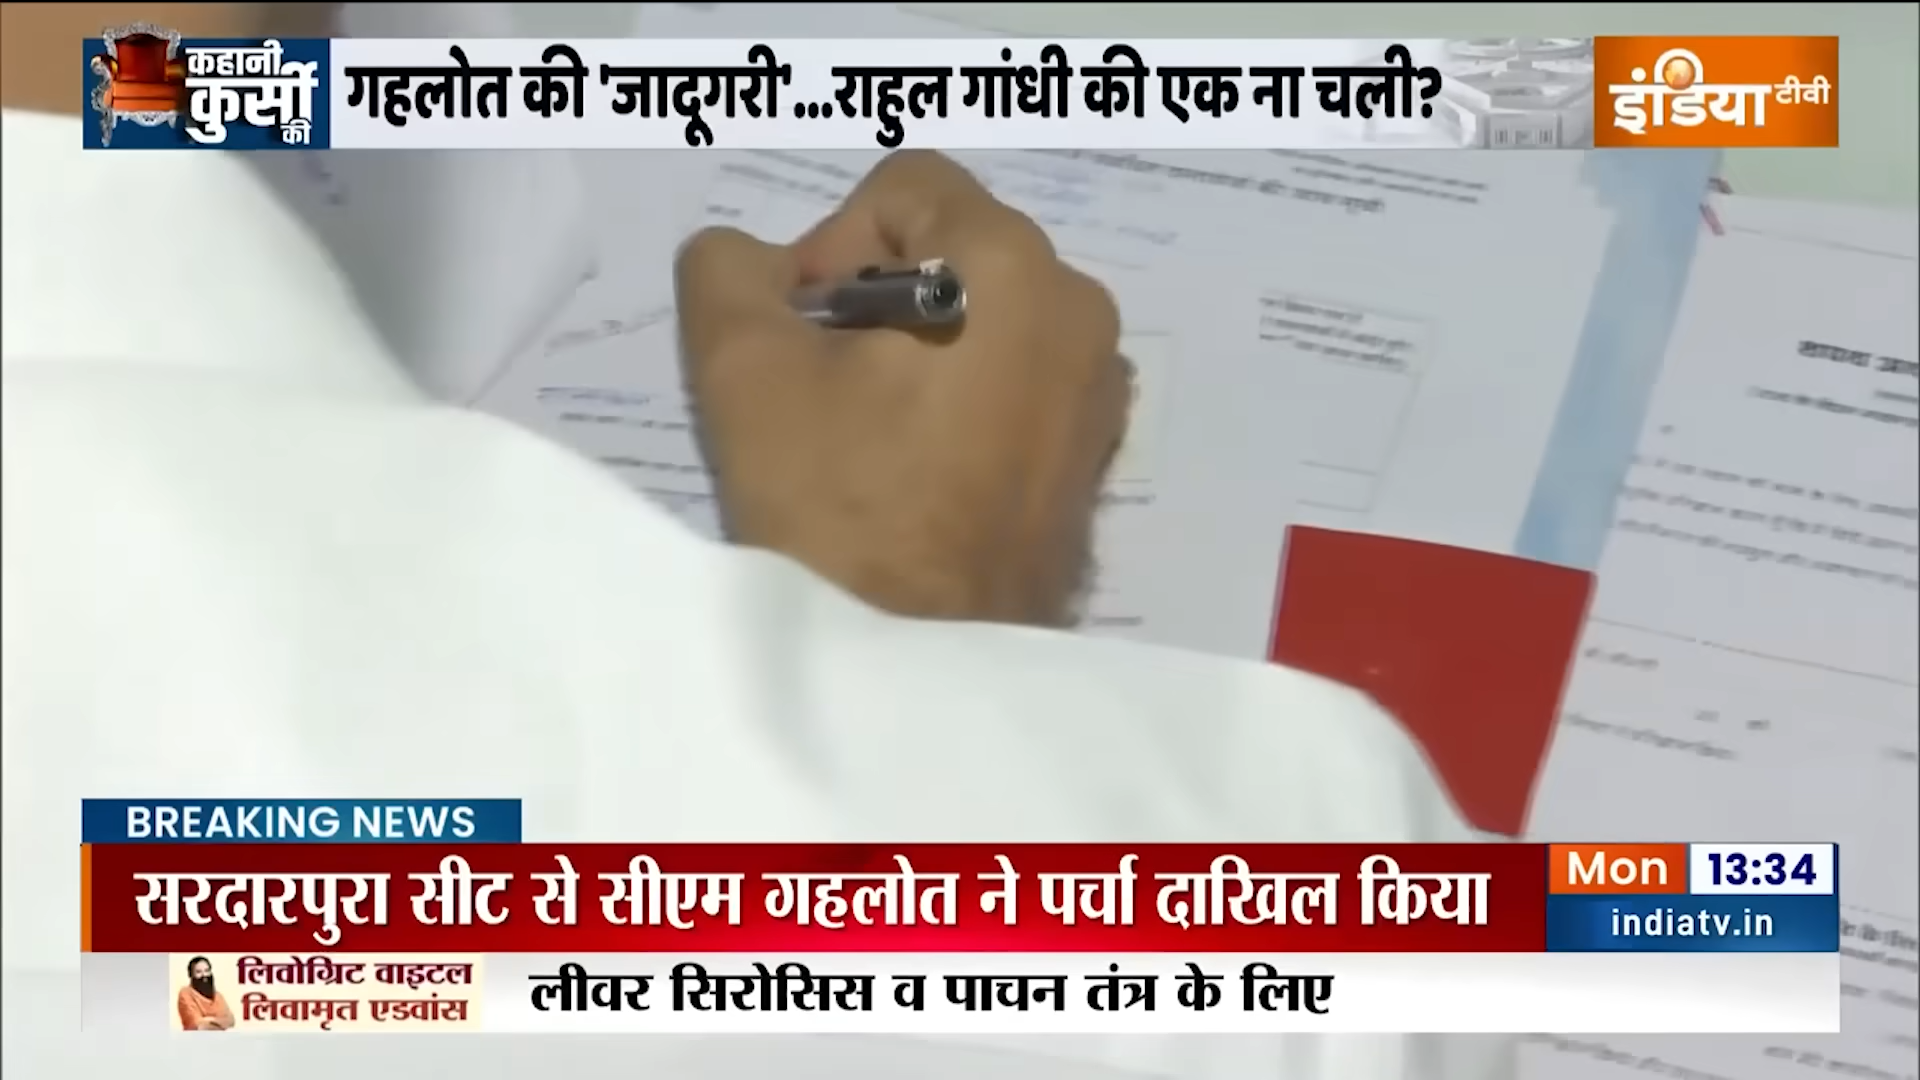 कहानी
कुर्सी
की
गहलोत की 'जादूगरी'...राहुल गांधी की एक ना चली?
इंडिया टीवी
BREAKING NEWS
सरदारपुरा सीट से सीएम गहलोत ने पर्चा दाखिल किया
Mon 13:34
indiatv.in
लिवोग्रिट वाइटल
लिवामृत एडवांस
लीवर सिरोसिस व पाचन तंत्र के लिए